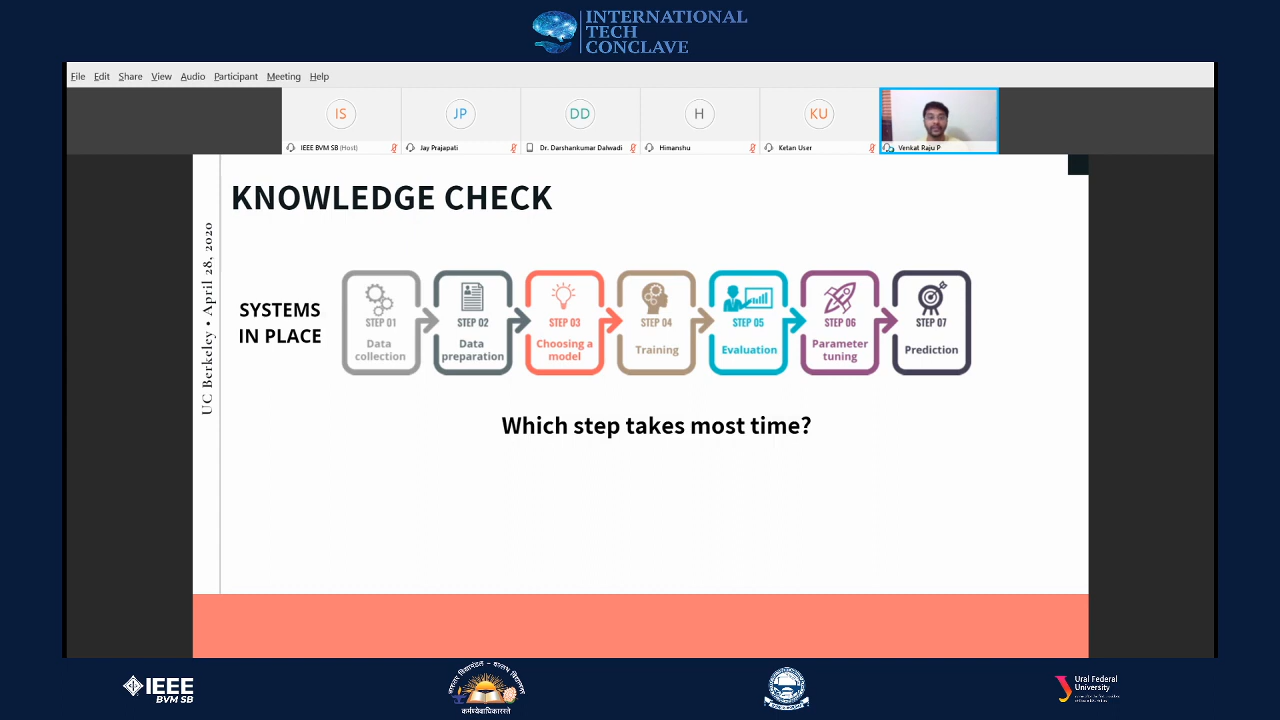 INTERNATIONAL
TECH
CONCLAVE
File Edit Share View Audio Participant Meeting Help
IS
JP
DD
H
KU
IEEE BVM SB (Host)
Jay Prajapati
Dr. Darshankumar Dalwadi
Himanshu
Ketan User
Venkat Raju P
KNOWLEDGE CHECK
UC Berkeley • April 28, 2020
SYSTEMS
IN PLACE
STEP 01
Data
collection
STEP 02
Data
preparation
STEP 03
Choosing a
model
STEP 04
Training
STEP 05
Evaluation
STEP 06
Parameter
tuning
STEP 07
Prediction
Which step takes most time?
IEEE
BVM SB
कर्मण्येवाधिकारस्ते
Ural Federal
University